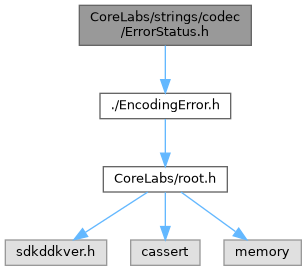 CoreLabs/strings/codec
/ErrorStatus.h
./EncodingError.h
CoreLabs/root.h
sdkddkver.h
cassert
memory